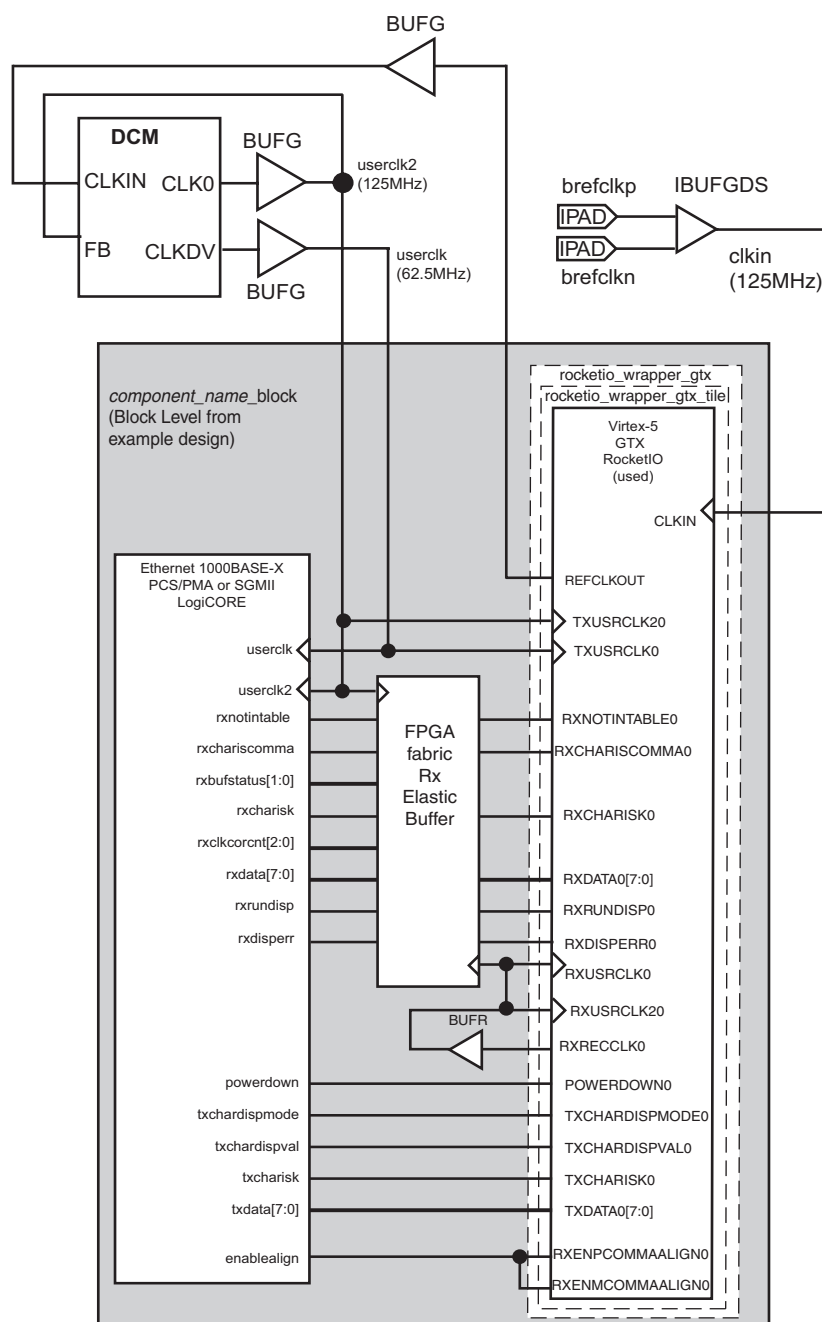 BUFG
DCM
BUFG
CLKIN
CLK0
userclk2
(125MHz)
FB
CLKDV
userclk
(62.5MHz)
BUFG
brefclkp
IBUFGDS
IPAD
IPAD
brefclkn
clkin
(125MHz)
component_name_block
(Block Level from
example design)
rocketio_wrapper_gtx
rocketio_wrapper_gtx_tile
Virtex-5
GTX
RocketIO
(used)
CLKIN
REFCLKOUT
TXUSRCLK20
TXUSRCLK0
RXNOTINTABLE0
RXCHARISCOMMA0
RXCHARISK0
RXDATA0[7:0]
RXRUNDISP0
RXDISPERR0
RXUSRCLK0
RXUSRCLK20
RXRECCLK0
POWERDOWN0
TXCHARDISPMODE0
TXCHARDISPVAL0
TXCHARISK0
TXDATA0[7:0]
RXENPCOMMAALIGN0
RXENMCOMMAALIGN0
Ethernet 1000BASE-X
PCS/PMA or SGMII
LogiCORE
userclk
userclk2
rxnotintable
rxchariscomma
rxbufstatus[1:0]
rxcharisk
rxclkcorcnt[2:0]
rxdata[7:0]
rxrundisp
rxdisperr
powerdown
txchardispmode
txchardispval
txcharisk
txdata[7:0]
enablealign
FPGA
fabric
Rx
Elastic
Buffer
BUFR